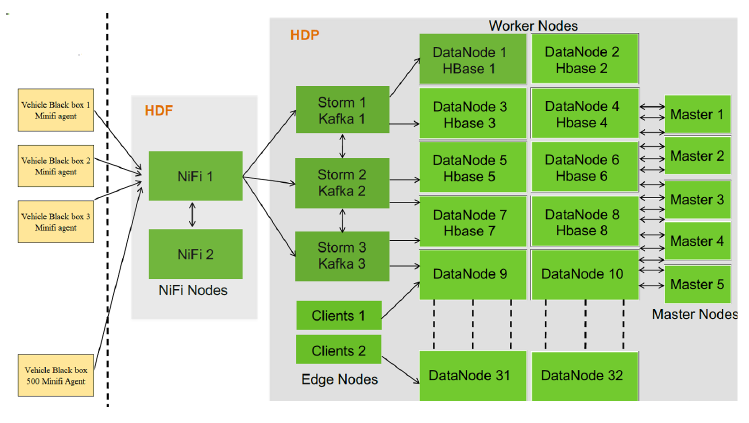 Worker Nodes
HDP
DataNode 1
HBase 1
DataNode 2
Hbase 2
Vehicle Black box 1
Minifi agent
HDF
Storm 1
Kafka 1
DataNode 3
Hbase 3
DataNode 4
Hbase 4
Master 1
Vehicle Black box 2
Minifi agent
NiFi 1
Storm 2
Kafka 2
DataNode 5
Hbase 5
DataNode 6
Hbase 6
Master 2
Vehicle Black box 3
Minifi agent
NiFi 2
Storm 3
Kafka 3
DataNode 7
Hbase 7
DataNode 8
Hbase 8
Master 3
Master 4
NiFi Nodes
DataNode 9
DataNode 10
Master 5
Clients 1
Master Nodes
Clients 2
Edge Nodes
Vehicle Black box
500 Minifi Agent
DataNode 31
DataNode 32